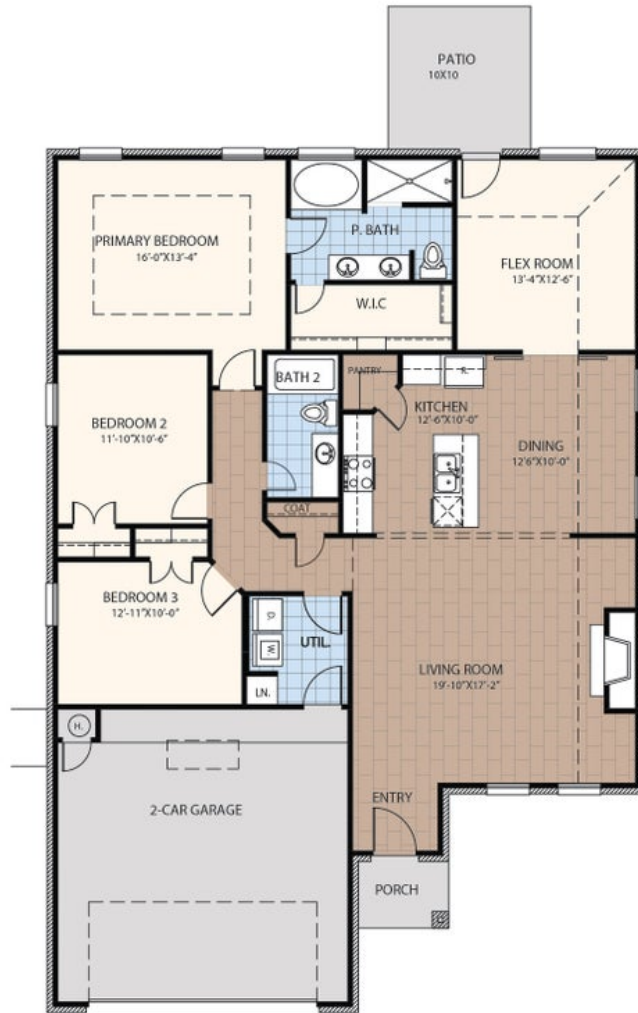 PATIO
10X10
PRIMARY BEDROOM
16'-0"X13'-4"
P. BATH
FLEX ROOM
13'-4"X12'-6"
W.I.C
BATH 2
PANTRY
R.
KITCHEN
12'-6"X10'-0"
BEDROOM 2
11'-10"X10'-6"
DINING
12'6"X10'-0"
COAT
BEDROOM 3
12'-11"X10'-0"
D.
W.
UTIL.
LN.
LIVING ROOM
19'-10"X17'-2"
H.
2-CAR GARAGE
ENTRY
PORCH